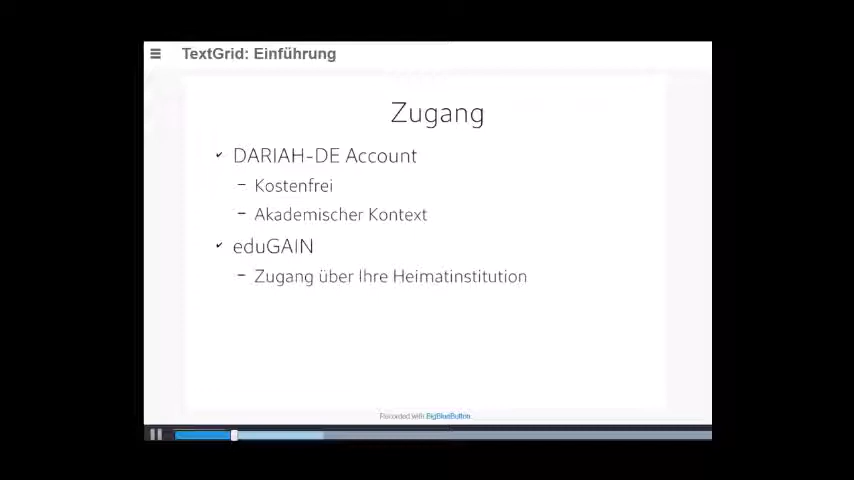 TextGrid: Einführung
Zugang
DARIAH-DE Account
Kostenfrei
Akademischer Kontext
eduGAIN
Zugang über Ihre Heimatinstitution
Recorded with BigBlueButton.